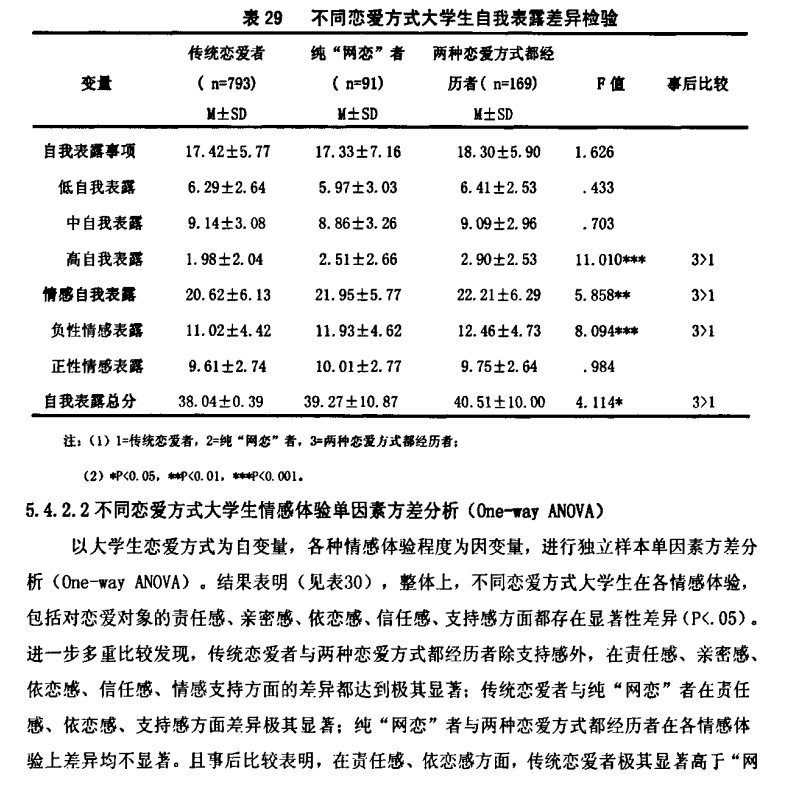 表 29 不同恋爱方式大学生自我表露差异检验
变量 传统恋爱者 (n=793) M±SD 纯“网恋”者 (n=91) M±SD 两种恋爱方式都经历者(n=169) M±SD F值 事后比较
自我表露事项 17.42±5.77 17.33±7.16 18.30±5.90 1.626
低自我表露 6.29±2.64 5.97±3.03 6.41±2.53 .433
中自我表露 9.14±3.08 8.86±3.26 9.09±2.96 .703
高自我表露 1.98±2.04 2.51±2.66 2.90±2.53 11.010*** 3>1
情感自我表露 20.62±6.13 21.95±5.77 22.21±6.29 5.858** 3>1
负性情感表露 11.02±4.42 11.93±4.62 12.46±4.73 8.094*** 3>1
正性情感表露 9.61±2.74 10.01±2.77 9.75±2.64 .984
自我表露总分 38.04±0.39 39.27±10.87 40.51±10.00 4.114* 3>1
注：(1) 1=传统恋爱者，2=纯“网恋”者，3=两种恋爱方式都经历者；
(2) *P<0.05，**P<0.01，***P<0.001。
5.4.2.2 不同恋爱方式大学生情感体验单因素方差分析（One-way ANOVA）
以大学生恋爱方式为自变量，各种情感体验程度为因变量，进行独立样本单因素方差分
析（One-way ANOVA）。结果表明（见表30），整体上，不同恋爱方式大学生在各情感体验，
包括对恋爱对象的责任感、亲密感、依恋感、信任感、支持感方面都存在显著性差异(P<.05)。
进一步多重比较发现，传统恋爱者与两种恋爱方式都经历者除支持感外，在责任感、亲密感、
依恋感、信任感、情感支持方面的差异都达到极其显著；传统恋爱者与纯“网恋”者在责任
感、依恋感、支持感方面差异极其显著；纯“网恋”者与两种恋爱方式都经历者在各情感体
验上差异均不显著。且事后比较表明，在责任感、依恋感方面，传统恋爱者极其显著高于“网